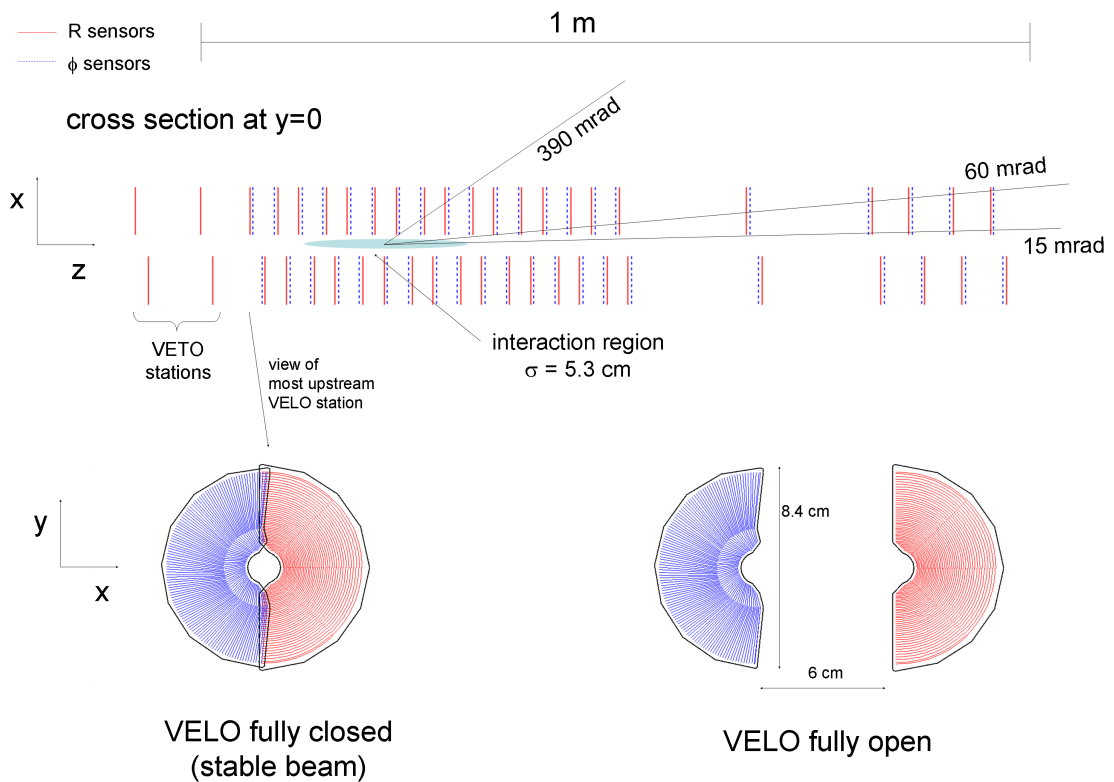 R sensors
1 m
ϕ sensors
cross section at y=0
390 mrad
60 mrad
x
z
15 mrad
VETO
stations
interaction region
σ = 5.3 cm
view of
most upstream
VELO station
y
x
8.4 cm
6 cm
VELO fully closed
(stable beam)
VELO fully open